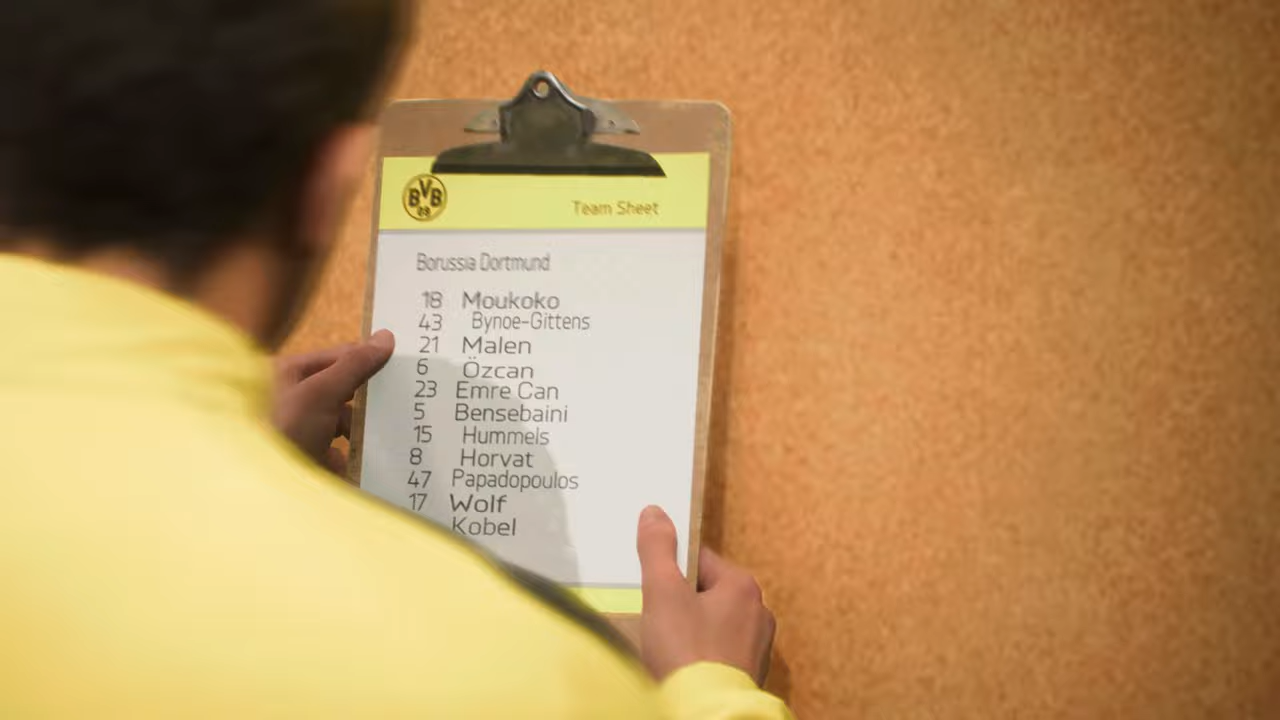 BVB
09
Team Sheet
Borussia Dortmund
18 Moukoko
43 Bynoe-Gittens
21 Malen
6 Özcan
23 Emre Can
5 Bensebaini
15 Hummels
8 Horvat
47 Papadopoulos
17 Wolf
Kobel